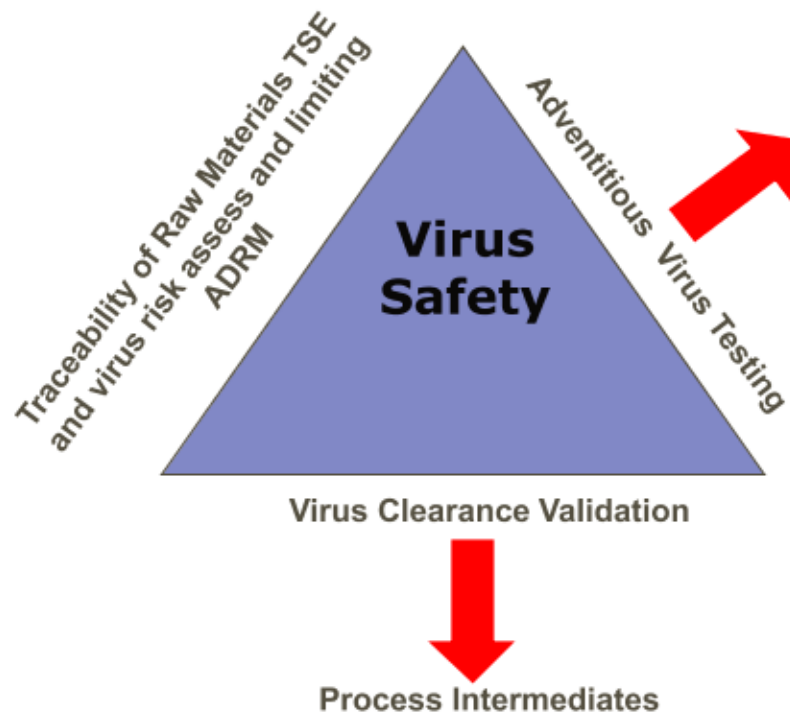 Traceability of Raw Materials TSE
and virus risk assess and limiting
ADRM
Adventitious Virus Testing
Virus
Safety
Virus Clearance Validation
Process Intermediates